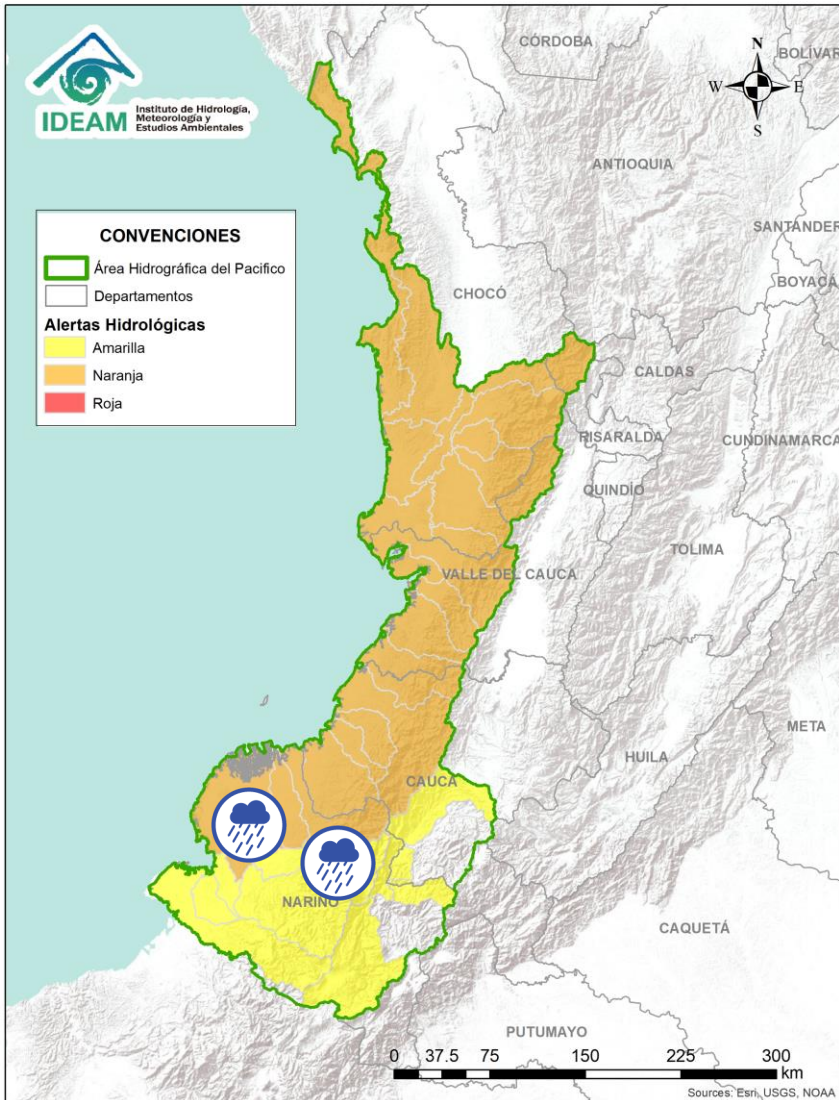 IDEAM
Instituto de Hidrología,
Meteorología y
Estudios Ambientales
N
W
E
S
CÓRDOBA
BOLÍVAR
ANTIOQUIA
SANTANDER
BOYACÁ
CONVENCIONES
Área Hidrográfica del Pacifico
Departamentos
Alertas Hidrológicas
Amarilla
Naranja
Roja
CHOCÓ
CALDAS
RISARALDA
CUNDINAMARCA
QUINDÍO
TOLIMA
VALLE DEL CAUCA
META
HUILA
CAUCA
NARIÑO
CAQUETÁ
PUTUMAYO
0 37.5 75 150 225 300
km
Sources: Esri, USGS, NOAA